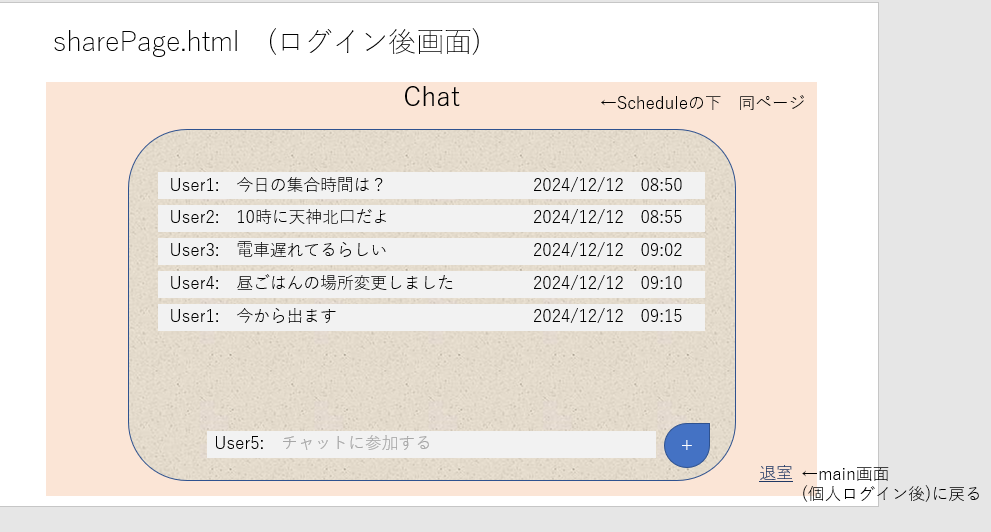 sharePage.html　(ログイン後画面)
Chat
←Scheduleの下　同ページ
User1:　今日の集合時間は？　2024/12/12　08:50
User2:　10時に天神北口だよ　2024/12/12　08:55
User3:　電車遅れてるらしい　2024/12/12　09:02
User4:　昼ごはんの場所変更しました　2024/12/12　09:10
User1:　今から出ます　2024/12/12　09:15
User5:　チャットに参加する　+
退室　←main画面
(個人ログイン後)に戻る